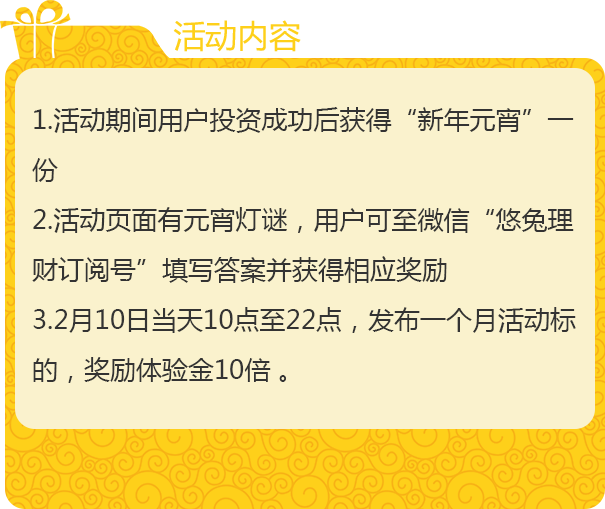 活动内容
1.活动期间用户投资成功后获得“新年元宵”一
份
2.活动页面有元宵灯谜，用户可至微信“悠兔理
财订阅号”填写答案并获得相应奖励
3.2月10日当天10点至22点，发布一个月活动标
的，奖励体验金10倍 。